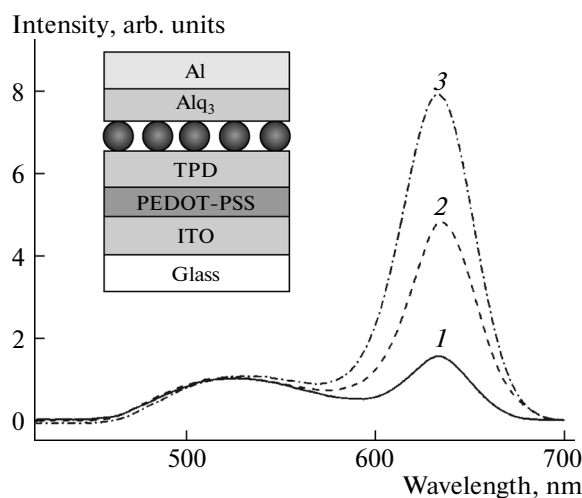 Intensity, arb. units
8
6
4
2
0
Al
Alq₃
TPD
PEDOT-PSS
ITO
Glass
3
2
1
500
600
700
Wavelength, nm